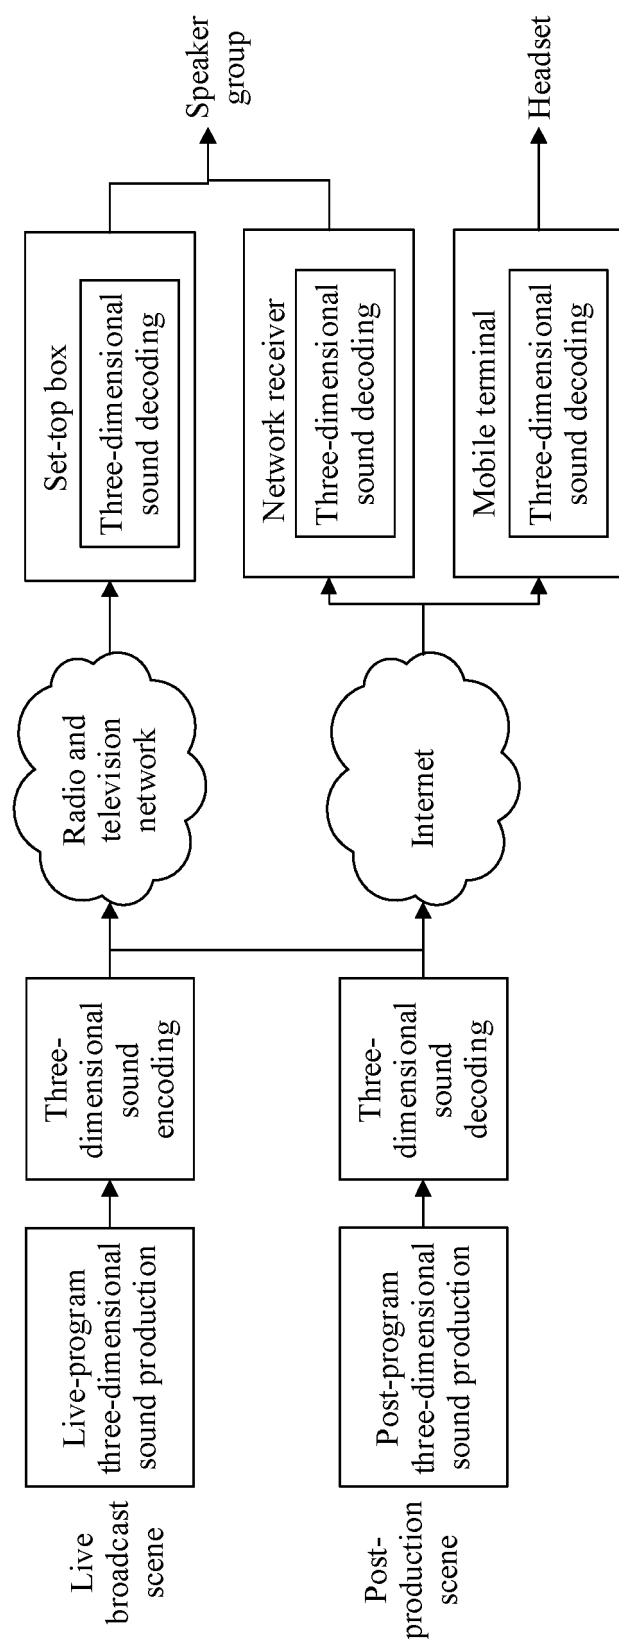 Live
broadcast
scene
Live-program
three-dimensional
sound production
Three-
dimensional
sound
encoding
Radio and
television
network
Set-top box
Three-dimensional
sound decoding
Speaker
group
Post-
production
scene
Post-program
three-dimensional
sound production
Three-
dimensional
sound
decoding
Internet
Network receiver
Three-dimensional
sound decoding
Mobile terminal
Three-dimensional
sound decoding
Headset